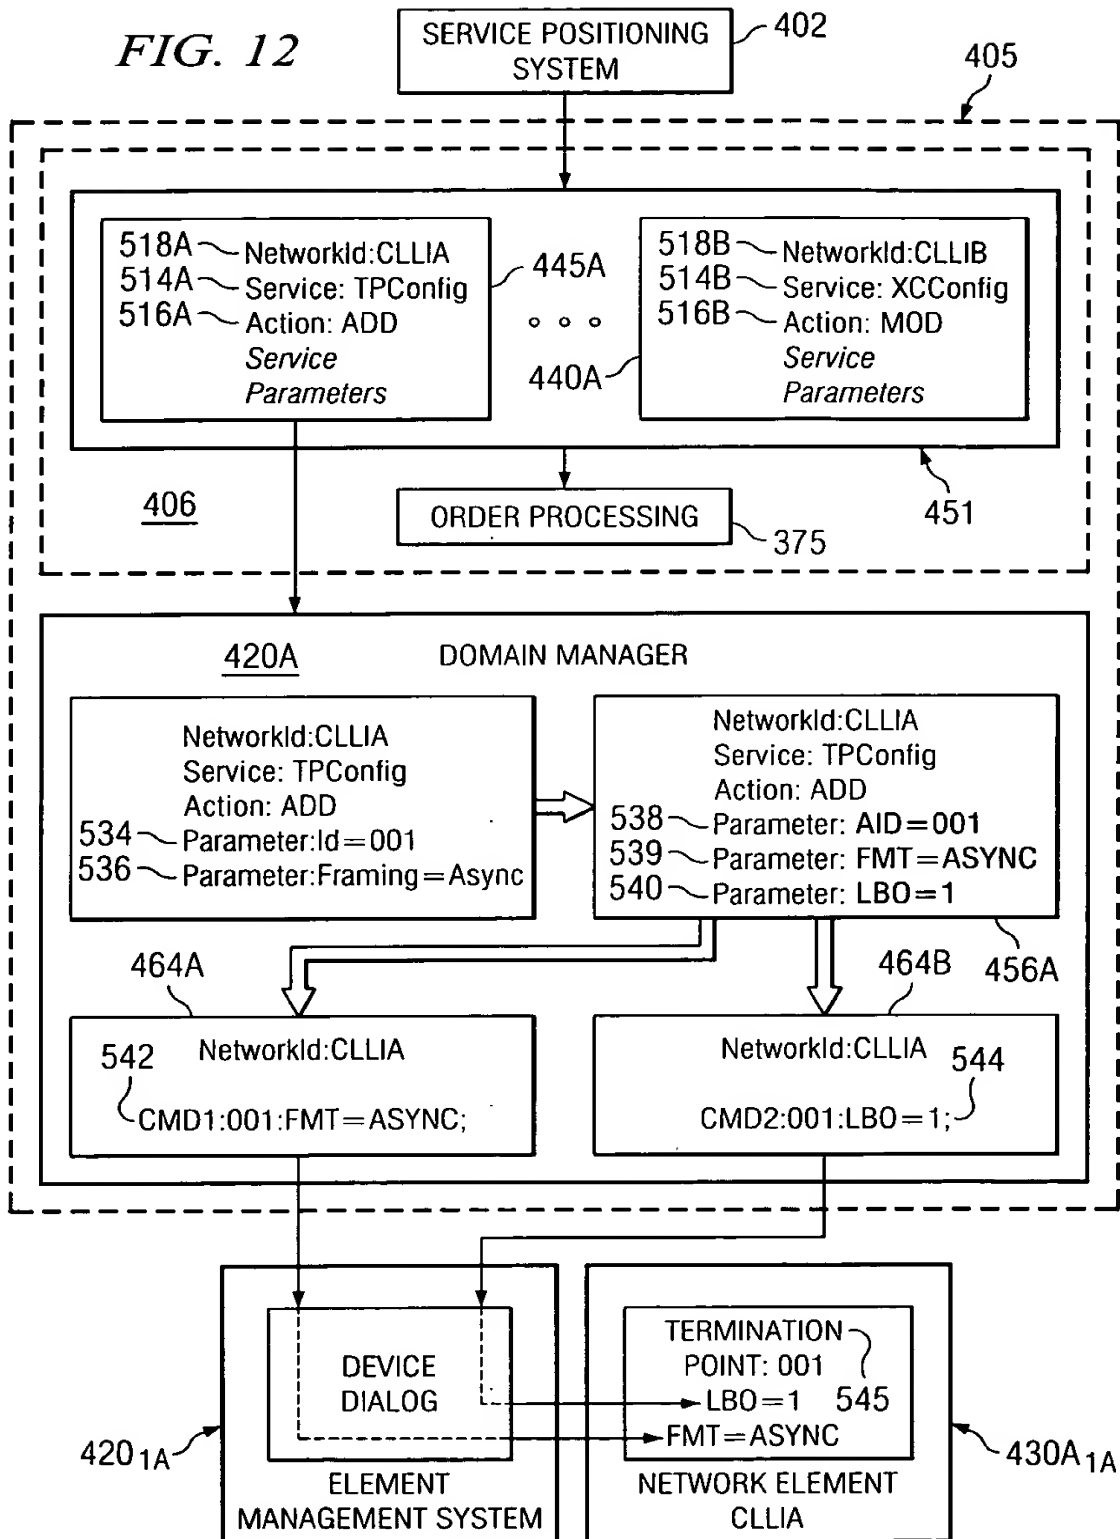 FIG. 12
SERVICE POSITIONING
SYSTEM
402
405
518A NetworkId:CLLIA
514A Service: TPConfig
516A Action: ADD
Service
Parameters
445A
518B NetworkId:CLLIB
514B Service: XCConfig
516B Action: MOD
Service
Parameters
440A
451
406
ORDER PROCESSING
375
420A
DOMAIN MANAGER
NetworkId:CLLIA
Service: TPConfig
Action: ADD
534 Parameter:Id=001
536 Parameter:Framing=Async
NetworkId:CLLIA
Service: TPConfig
Action: ADD
538 Parameter: AID=001
539 Parameter: FMT=ASYNC
540 Parameter: LBO=1
456A
464A
NetworkId:CLLIA
542
CMD1:001:FMT=ASYNC;
464B
NetworkId:CLLIA
544
CMD2:001:LBO=1;
DEVICE
DIALOG
ELEMENT
MANAGEMENT SYSTEM
420 1A
TERMINATION
POINT: 001
LBO=1
545
FMT=ASYNC
NETWORK ELEMENT
CLLIA
430A 1A